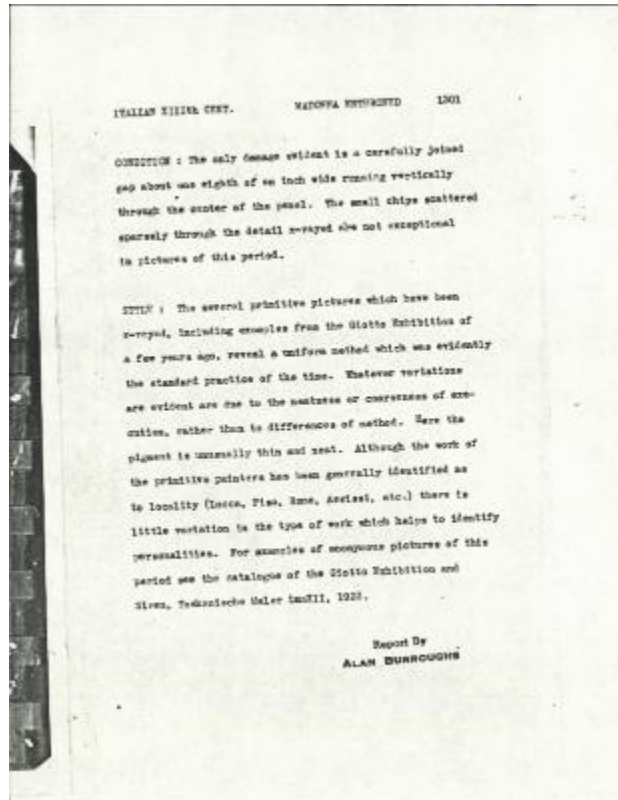 ITALIAN XIIIth CENT. MADONNA ENTHRONED 1301
CONDITION : The only damage evident is a carefully joined
gap about one eighth of an inch wide running vertically
through the center of the panel. The small chips scattered
sparsely through the detail x-rayed are not exceptional
in pictures of this period.
STYLE : The several primitive pictures which have been
x-rayed, including examples from the Giotto Exhibition of
a few years ago, reveal a uniform method which was evidently
the standard practice of the time. Whatever variations
are evident are due to the neatness or coarseness of exe-
cution, rather than to differences of method. Here the
pigment is unusually thin and neat. Although the work of
the primitive painters has been generally identified as
to locality (Lucca, Pisa, Rome, Assissi, etc.) there is
little variation in the type of work which helps to identify
personalities. For examples of anonymous pictures of this
period see the catalogue of the Giotto Exhibition and
Siren, Toskanische Maler 1922.
Report By
ALAN BURROUGHS